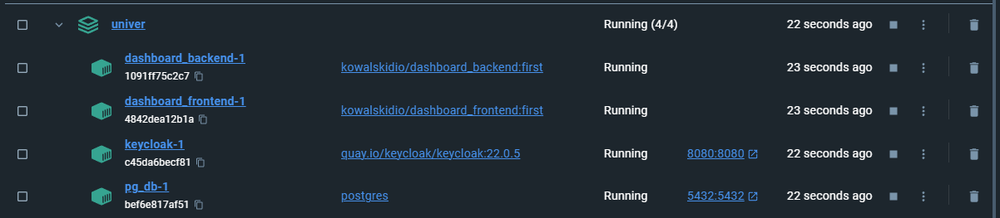 univer Running (4/4) 22 seconds ago
dashboard_backend-1 kowalskidio/dashboard_backend:first Running 23 seconds ago
1091ff75c2c7
dashboard_frontend-1 kowalskidio/dashboard_frontend:first Running 23 seconds ago
4842dea12b1a
keycloak-1 quay.io/keycloak/keycloak:22.0.5 Running 8080:8080 22 seconds ago
c45da6becf81
pg_db-1 postgres Running 5432:5432 22 seconds ago
bef6e817af51